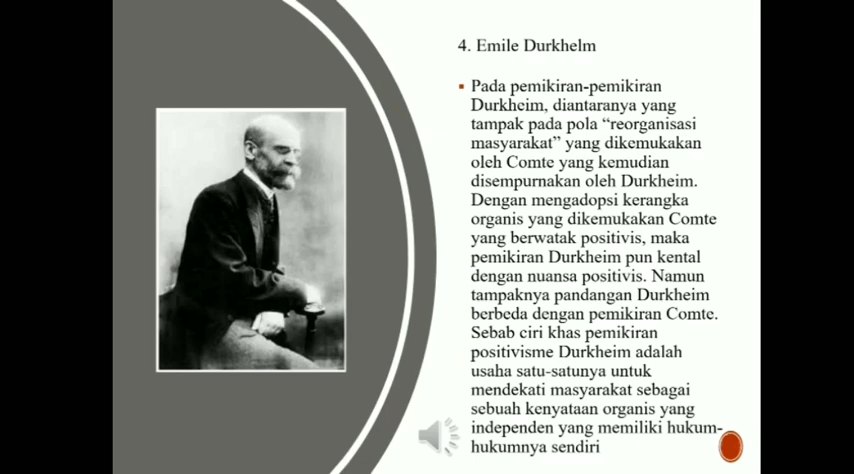 4. Emile Durkhelm
Pada pemikiran-pemikiran
Durkheim, diantaranya yang
tampak pada pola “reorganisasi
masyarakat” yang dikemukakan
oleh Comte yang kemudian
disempurnakan oleh Durkheim.
Dengan mengadopsi kerangka
organis yang dikemukakan Comte
yang berwatak positivis, maka
pemikiran Durkheim pun kental
dengan nuansa positivis. Namun
tampaknya pandangan Durkheim
berbeda dengan pemikiran Comte.
Sebab ciri khas pemikiran
positivisme Durkheim adalah
usaha satu-satunya untuk
mendekati masyarakat sebagai
sebuah kenyataan organis yang
independen yang memiliki hukum-
hukumnya sendiri